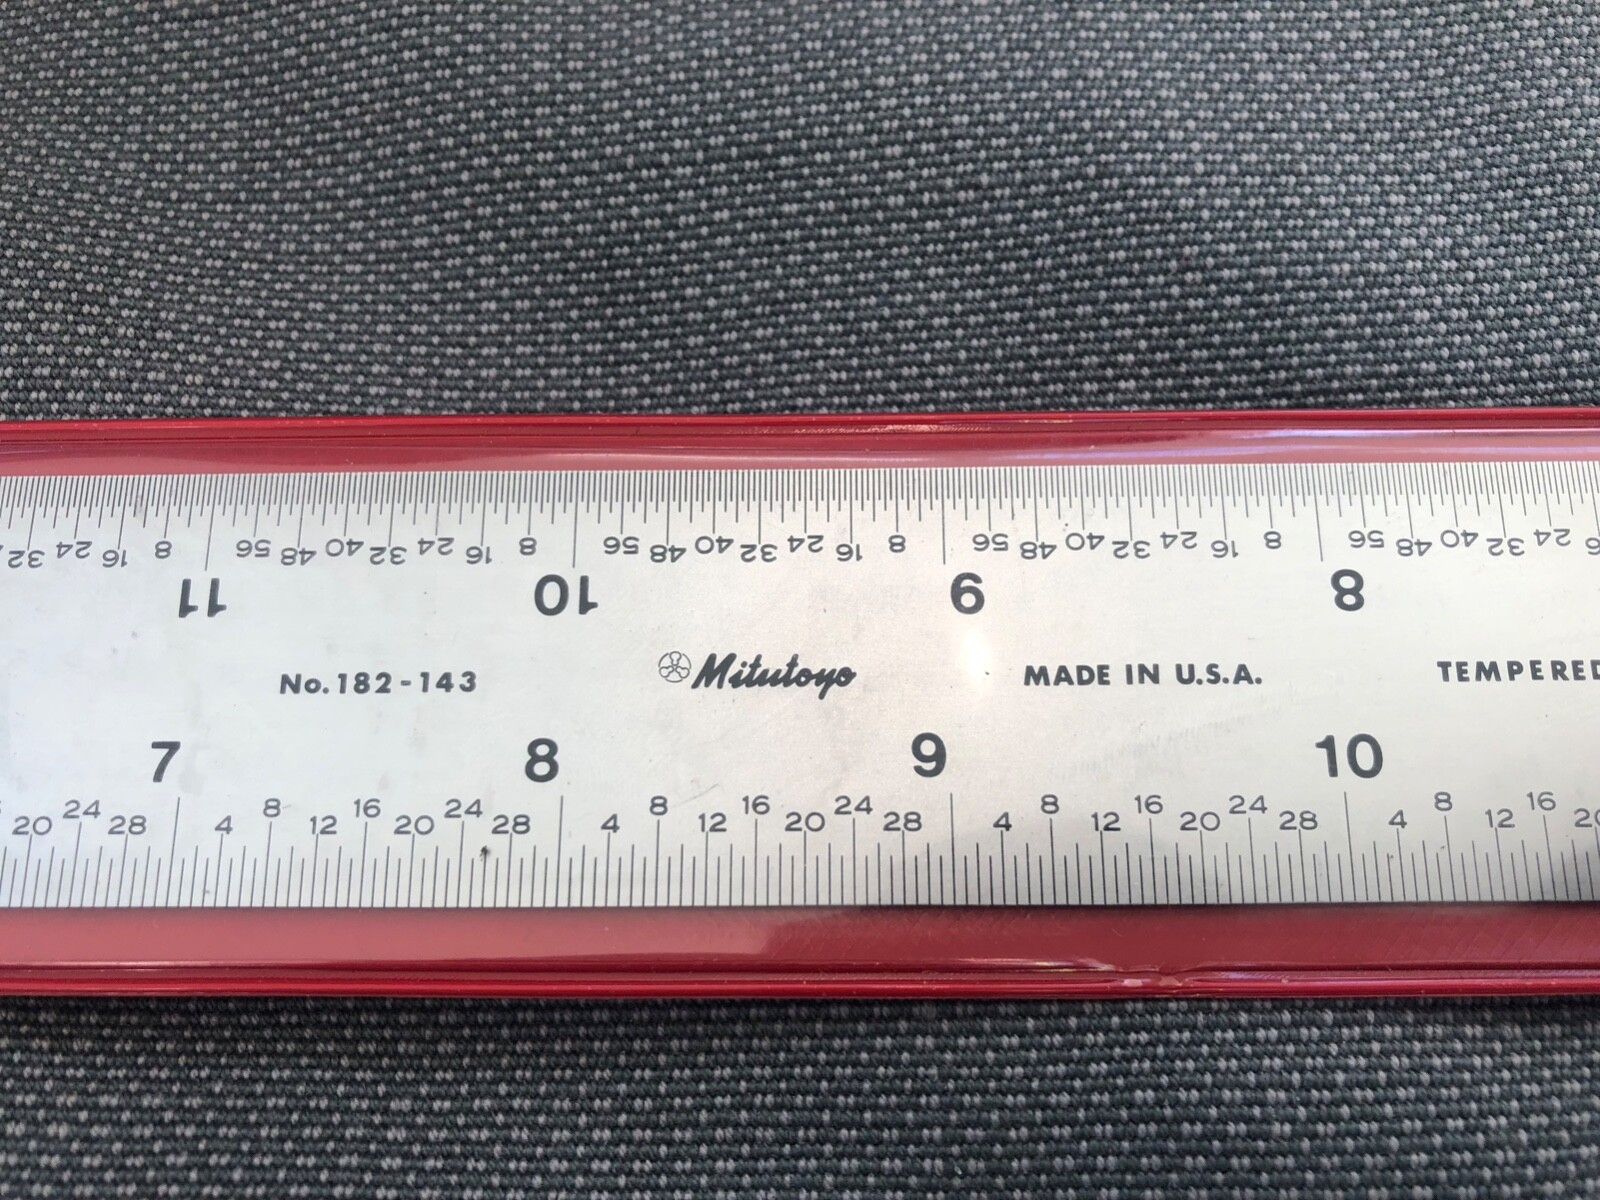 32 24 16 8 56 48 40 32 24 16 8 56 48 40 32 24 16 8 56 48 40 32 24 16 8 56 48 40 32 24
11 10 9 8
No. 182-143 Mitutoyo MADE IN U.S.A. TEMPERED
7 8 9 10
20 24 28 4 8 12 16 20 24 28 4 8 12 16 20 24 28 4 8 12 16 20 24 28 4 8 12 16